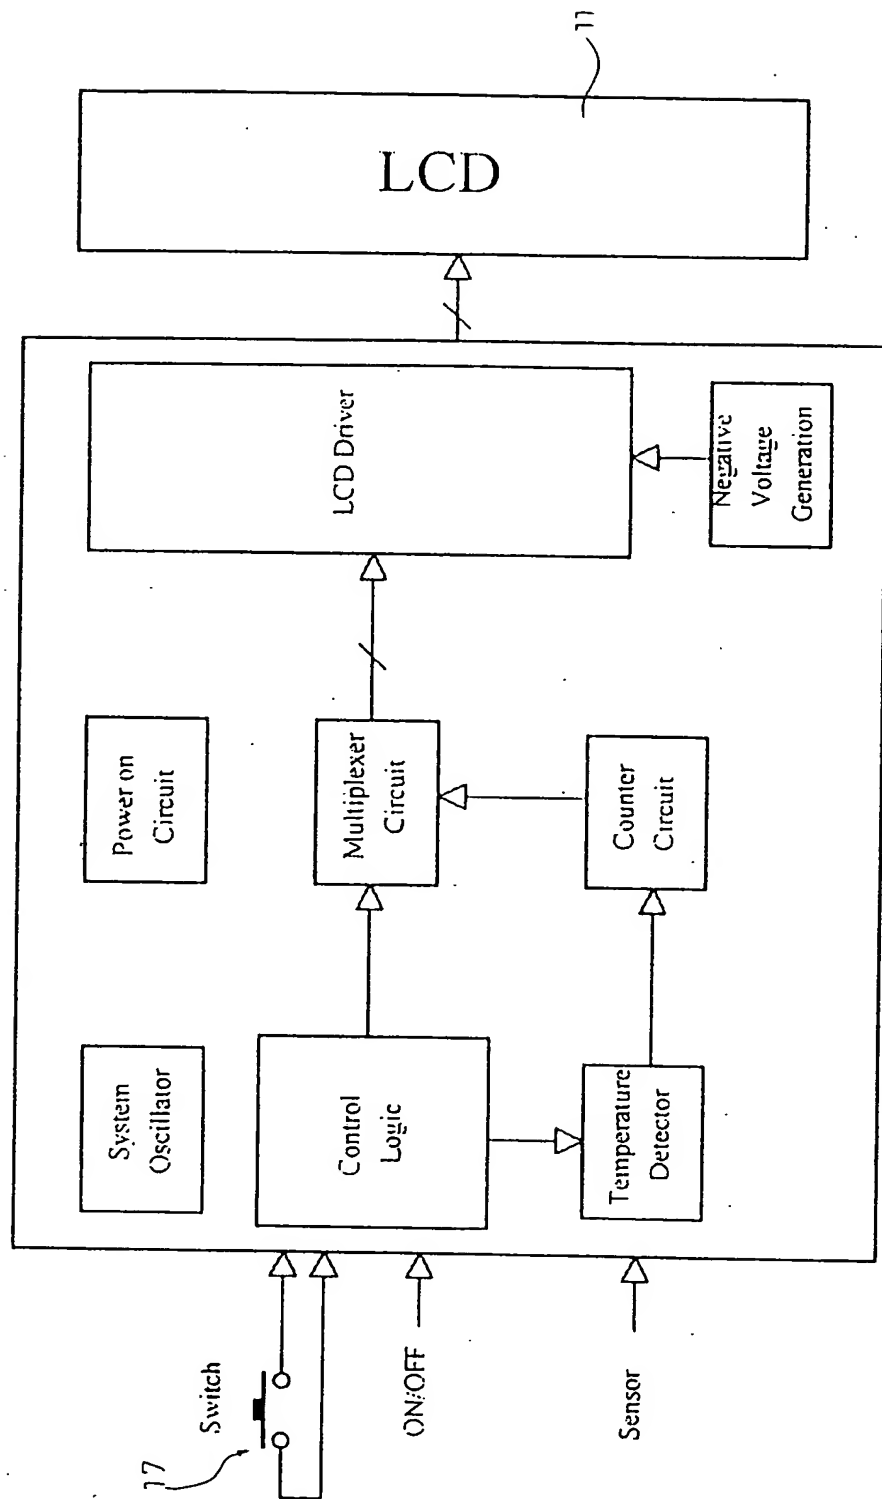 Switch
17
ON/OFF
Sensor
System
Oscillator
Power on
Circuit
Control
Logic
Multiplexer
Circuit
LCD Driver
Temperature
Detector
Counter
Circuit
Negative
Voltage
Generation
LCD
11